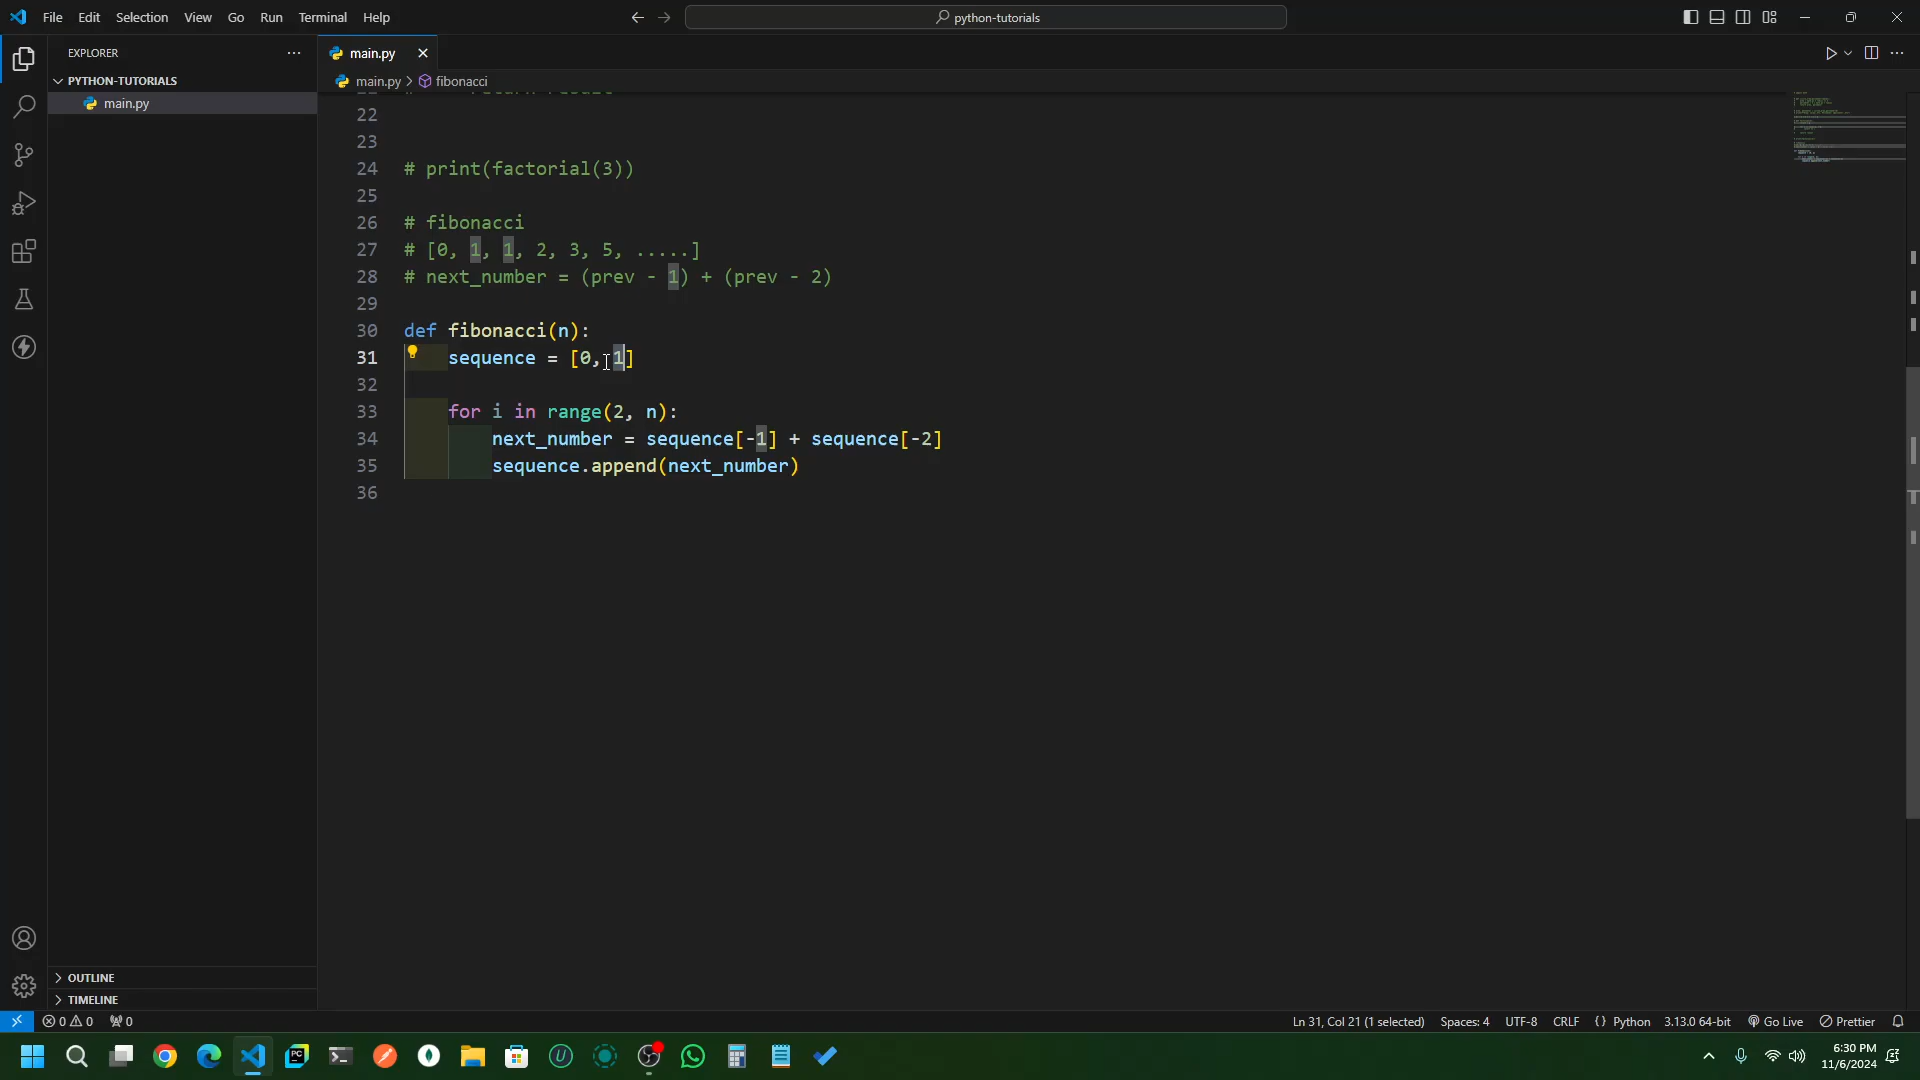 File Edit Selection View Go Run Terminal Help
python-tutorials
EXPLORER
PYTHON-TUTORIALS
main.py
main.py
main.py > fibonacci
22
23
24 # print(factorial(3))
25
26 # fibonacci
27 # [0, 1, 1, 2, 3, 5, .....]
28 # next_number = (prev - 1) + (prev - 2)
29
30 def fibonacci(n):
31 sequence = [0, 1]
32
33 for i in range(2, n):
34 next_number = sequence[-1] + sequence[-2]
35 sequence.append(next_number)
36
OUTLINE
TIMELINE
0 0 0
Ln 31, Col 21 (1 selected) Spaces: 4 UTF-8 CRLF {} Python 3.13.0 64-bit Go Live Prettier
PC
U
6:30 PM
11/6/2024